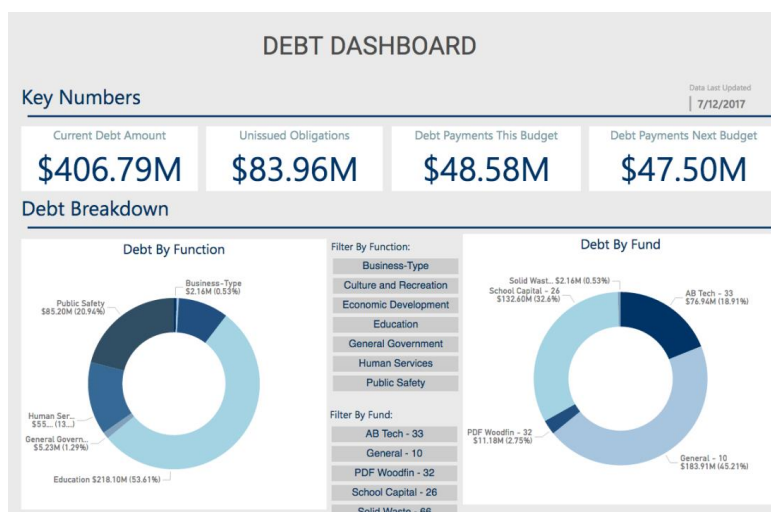 DEBT DASHBOARD
Key Numbers
Data Last Updated
7/12/2017
Current Debt Amount
$406.79M
Unissued Obligations
$83.96M
Debt Payments This Budget
$48.58M
Debt Payments Next Budget
$47.50M
Debt Breakdown
Debt By Function
Business-Type
$2.16M (0.53%)
Public Safety
$85.20M (20.94%)
Human Ser...
$55.... (13...)
General Govern...
$5.23M (1.29%)
Education $218.10M (53.61%)
Filter By Function:
Business-Type
Culture and Recreation
Economic Development
Education
General Government
Human Services
Public Safety
Filter By Fund:
AB Tech - 33
General - 10
PDF Woodfin - 32
School Capital - 26
Solid Waste - 66
Debt By Fund
Solid Wast... $2.16M (0.53%)
School Capital - 26
$132.60M (32.6%)
AB Tech - 33
$76.94M (18.91%)
PDF Woodfin - 32
$11.18M (2.75%)
General - 10
$183.91M (45.21%)